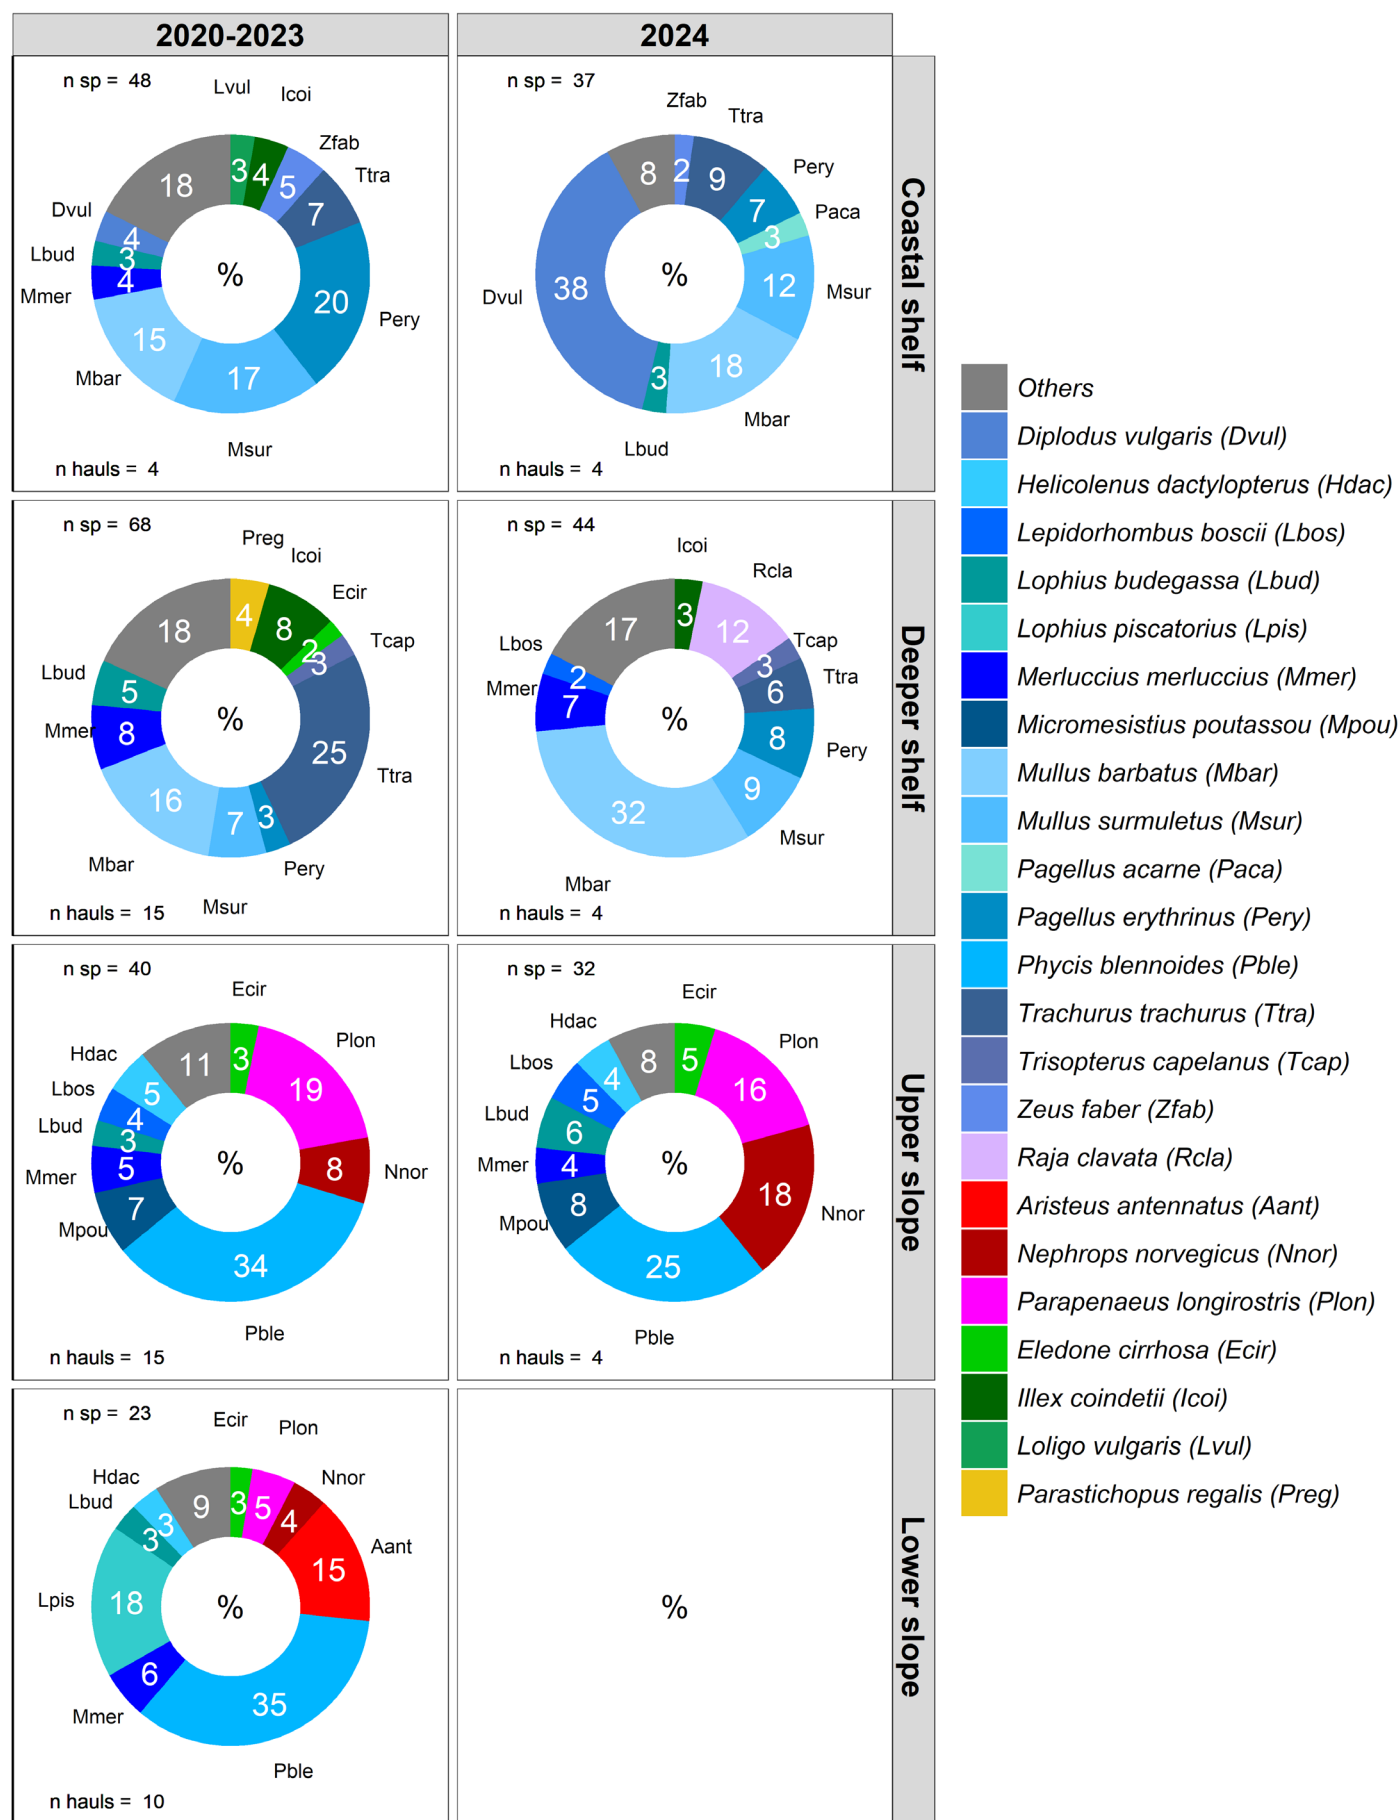 2020-2023
2024
n sp = 48
Lvul
Icoi
Zfab
Ttra
Pery
Msur
Mbar
Mmer
Lbud
Dvul
3
4
5
7
20
17
15
4
3
4
18
%
n hauls = 4
n sp = 37
Zfab
Ttra
Pery
Paca
Msur
Mbar
Lbud
Dvul
2
9
7
3
12
18
3
38
8
%
n hauls = 4
Coastal shelf
n sp = 68
Preg
Icoi
Ecir
Tcap
Ttra
Pery
Msur
Mbar
Mmer
Lbud
4
8
2
3
25
3
7
16
8
5
18
%
n hauls = 15
n sp = 44
Icoi
Rcla
Tcap
Ttra
Pery
Msur
Mbar
Mmer
Lbos
3
12
3
6
8
9
32
7
2
17
%
n hauls = 4
Deeper shelf
n sp = 40
Ecir
Plon
Nnor
Pble
Mpou
Mmer
Lbud
Lbos
Hdac
3
19
8
34
7
5
3
4
5
11
%
n hauls = 15
n sp = 32
Ecir
Plon
Nnor
Pble
Mpou
Mmer
Lbud
Lbos
Hdac
5
16
18
25
8
4
6
5
4
8
%
n hauls = 4
Upper slope
n sp = 23
Ecir
Plon
Nnor
Aant
Pble
Mmer
Lpis
Lbud
Hdac
3
5
4
15
35
6
18
3
3
9
%
n hauls = 10
%
Lower slope
Others
Diplodus vulgaris (Dvul)
Helicolenus dactylopterus (Hdac)
Lepidorhombus boscii (Lbos)
Lophius budegassa (Lbud)
Lophius piscatorius (Lpis)
Merluccius merluccius (Mmer)
Micromesistius poutassou (Mpou)
Mullus barbatus (Mbar)
Mullus surmuletus (Msur)
Pagellus acarne (Paca)
Pagellus erythrinus (Pery)
Phycis blennoides (Pble)
Trachurus trachurus (Ttra)
Trisopterus capelanus (Tcap)
Zeus faber (Zfab)
Raja clavata (Rcla)
Aristeus antennatus (Aant)
Nephrops norvegicus (Nnor)
Parapenaeus longirostris (Plon)
Eledone cirrhosa (Ecir)
Illex coindetii (Icoi)
Loligo vulgaris (Lvul)
Parastichopus regalis (Preg)